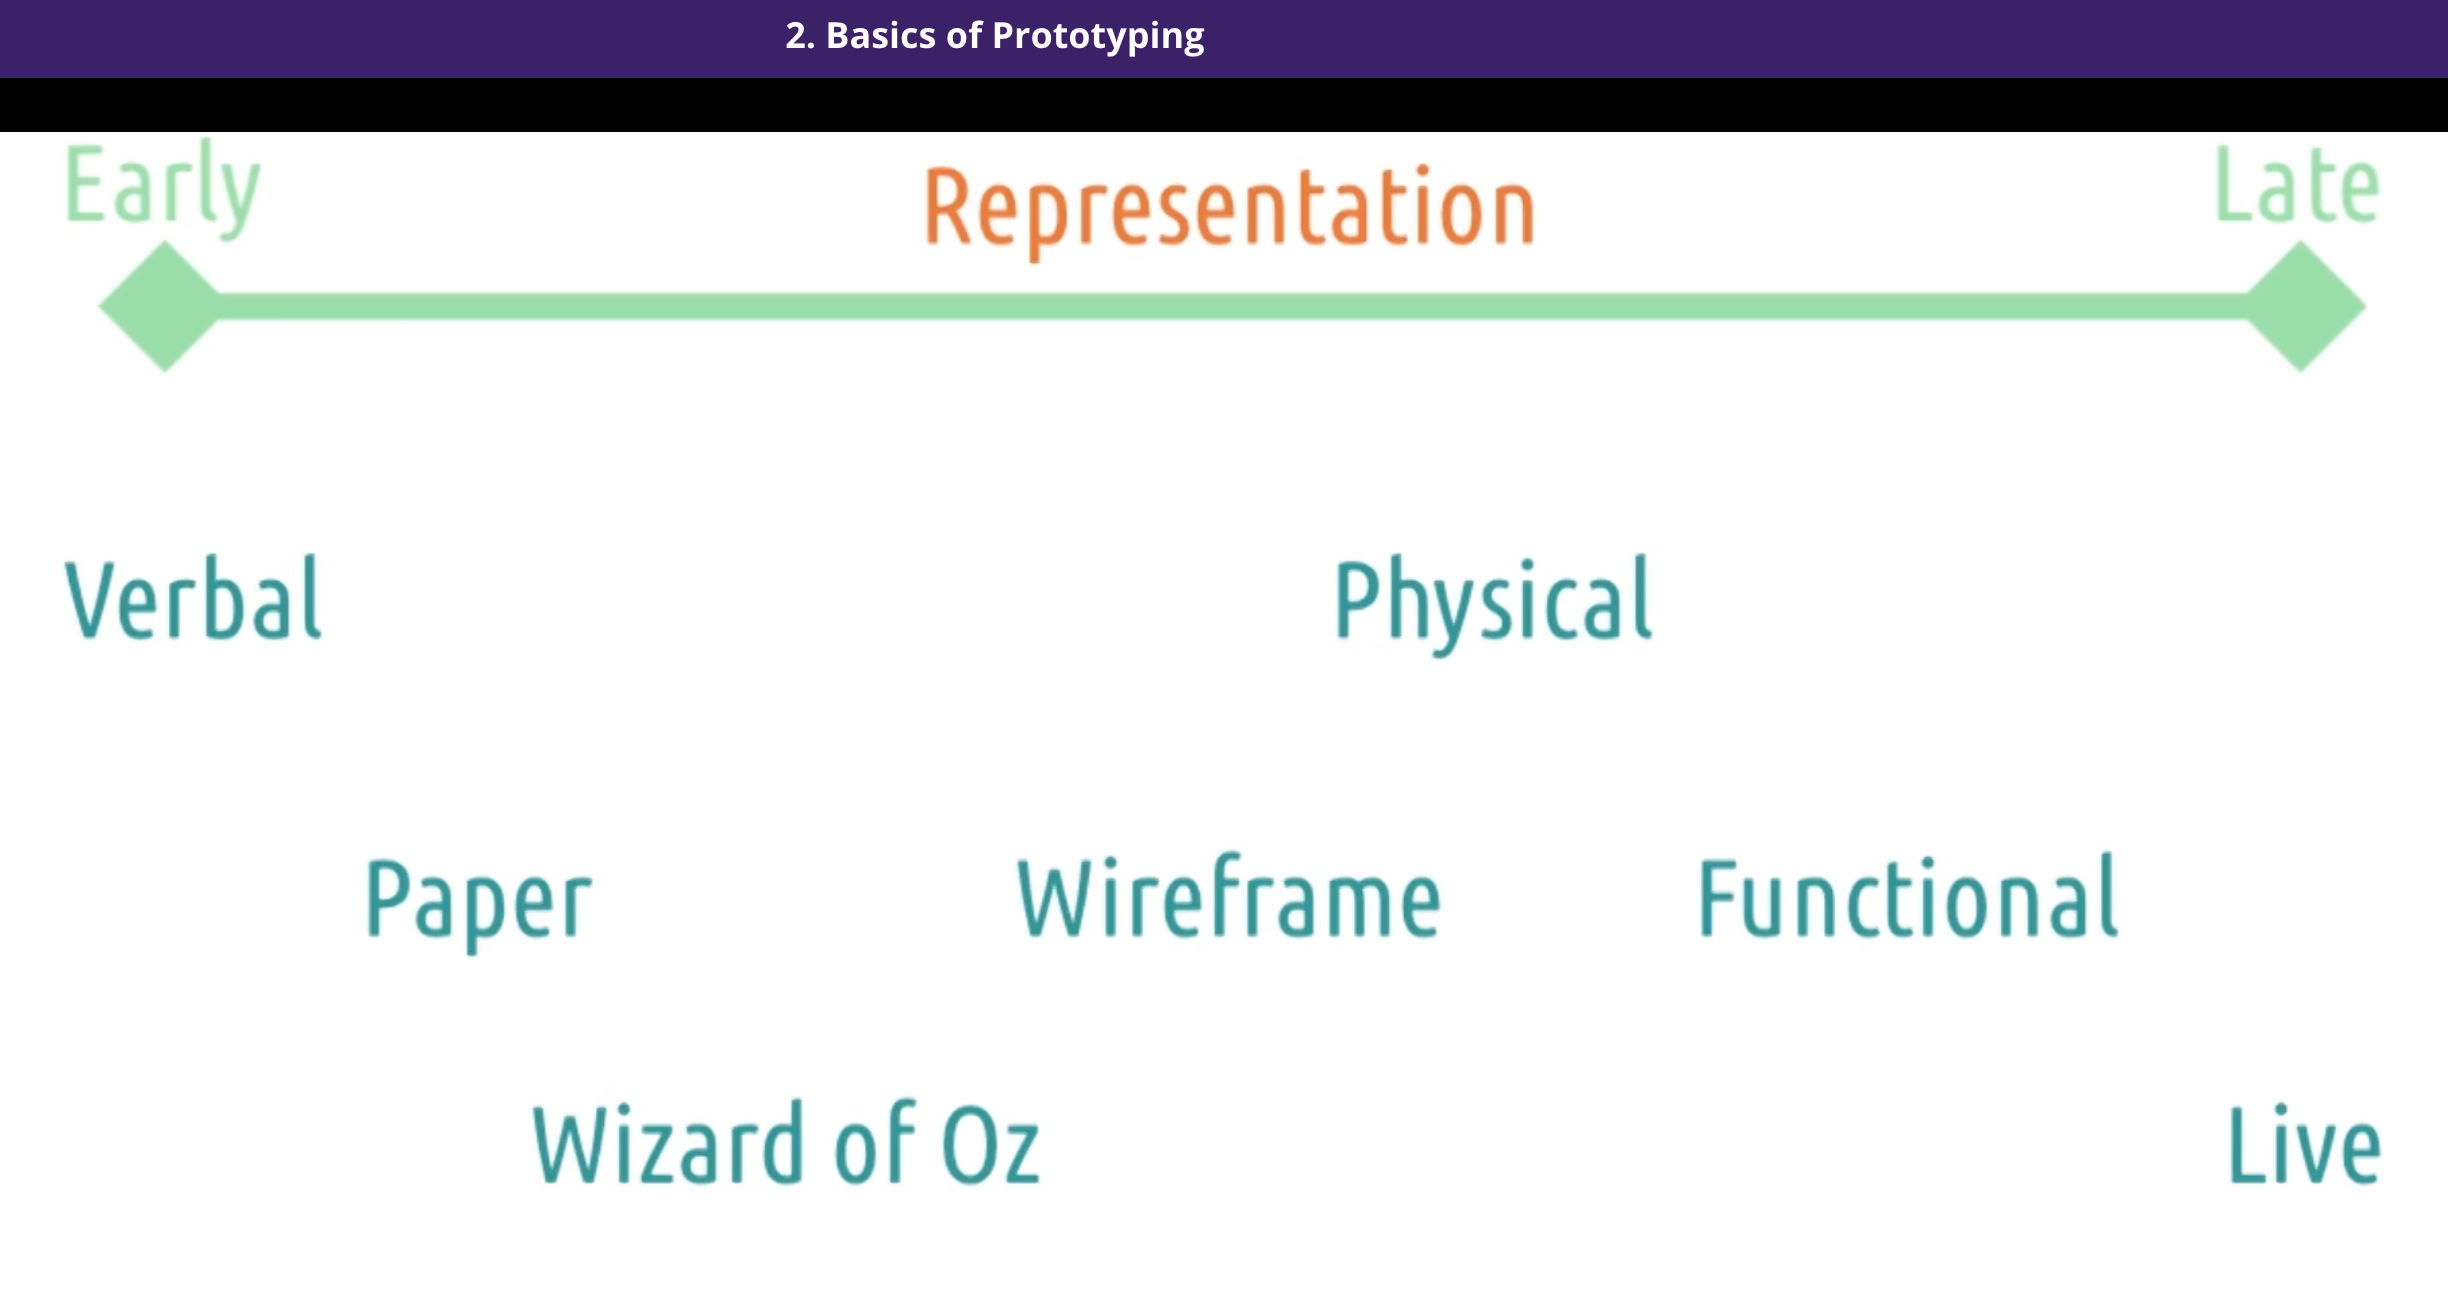 2. Basics of Prototyping
Early
Representation
Late
Verbal
Physical
Paper
Wireframe
Functional
Wizard of Oz
Live